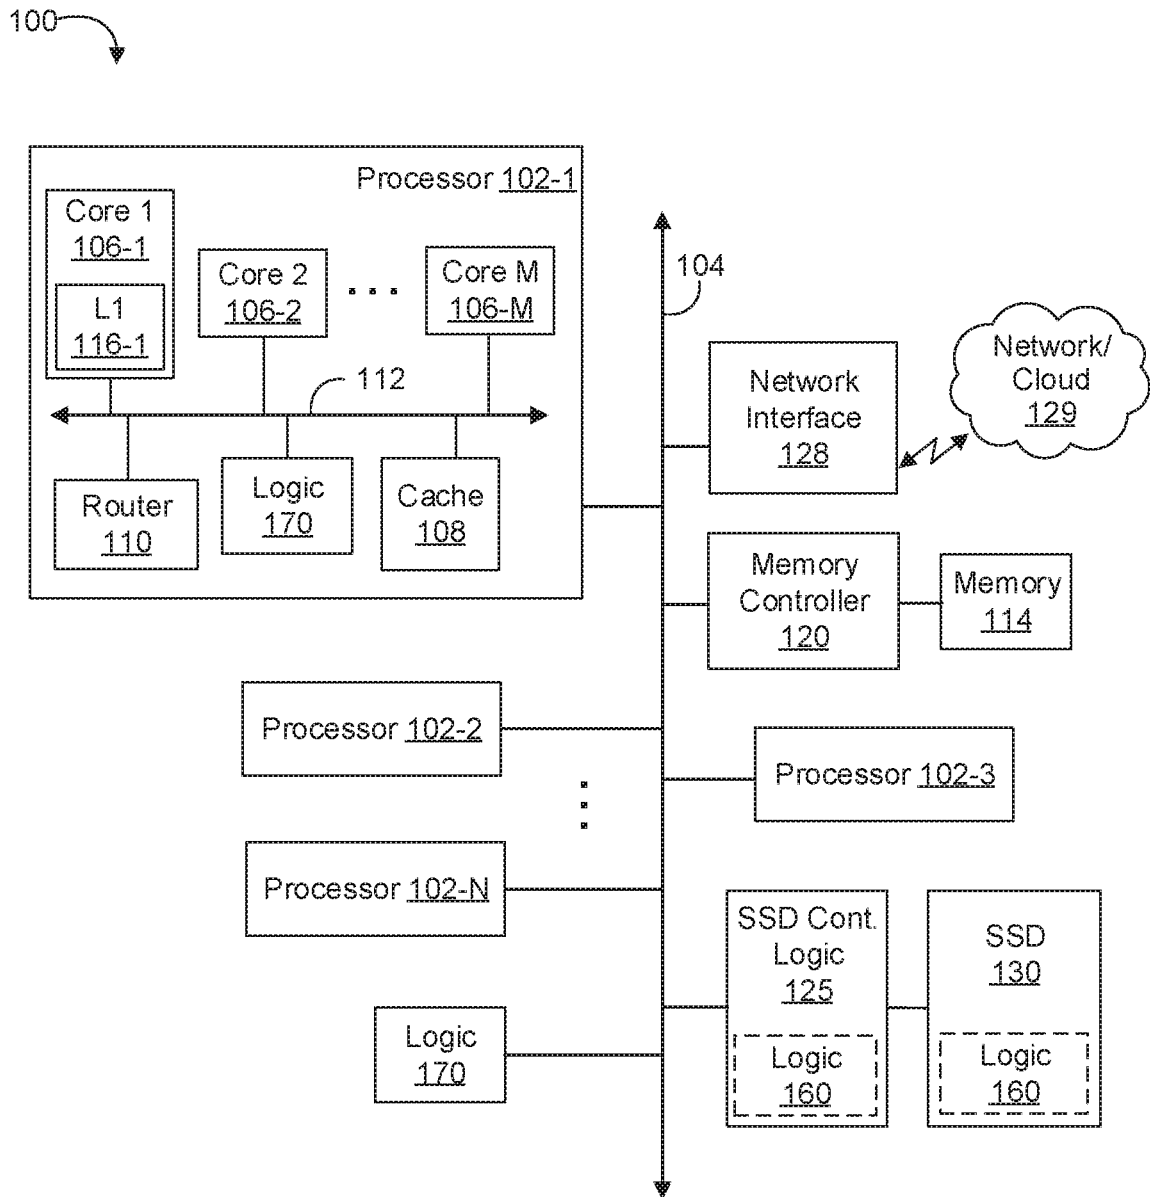 100
Processor 102-1
Core 1
106-1
L1
116-1
Core 2
106-2
. . .
Core M
106-M
112
Router
110
Logic
170
Cache
108
104
Network
Interface
128
Network/
Cloud
129
Memory
Controller
120
Memory
114
Processor 102-2
Processor 102-3
Processor 102-N
SSD Cont.
Logic
125
Logic
160
SSD
130
Logic
160
Logic
170